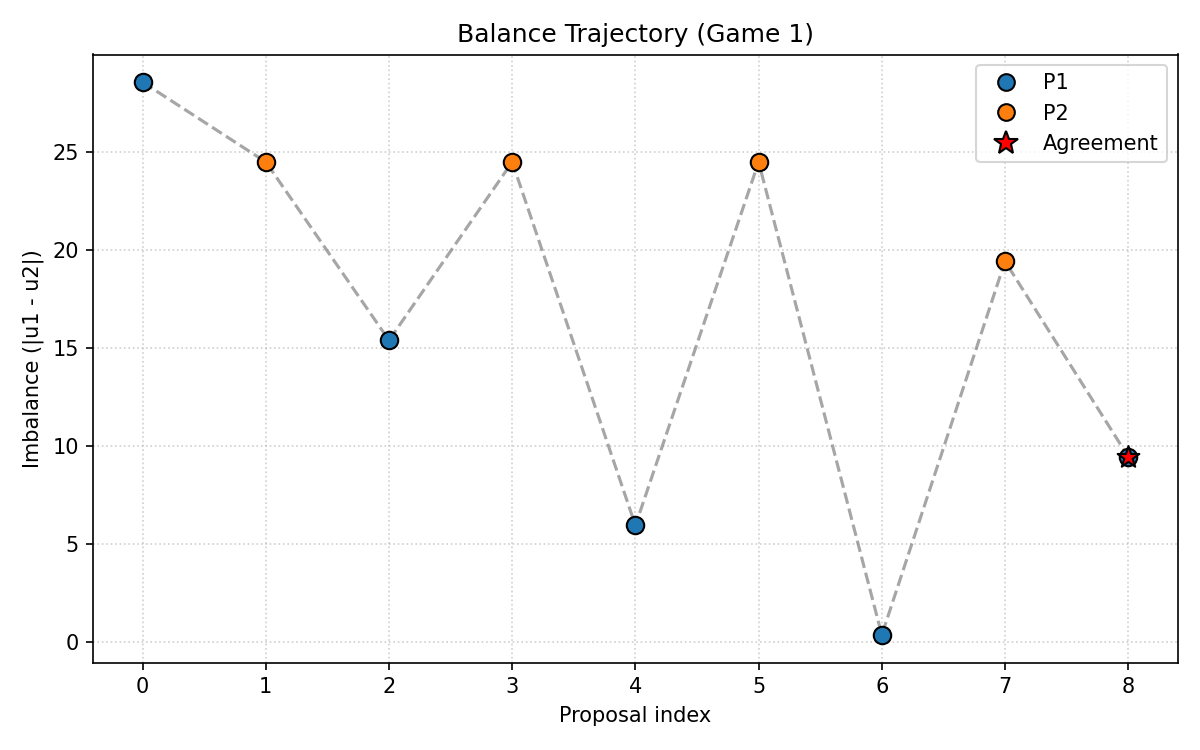 Balance Trajectory (Game 1)
P1
P2
Agreement
Imbalance (|u1 - u2|)
25
20
15
10
5
0
0 1 2 3 4 5 6 7 8
Proposal index